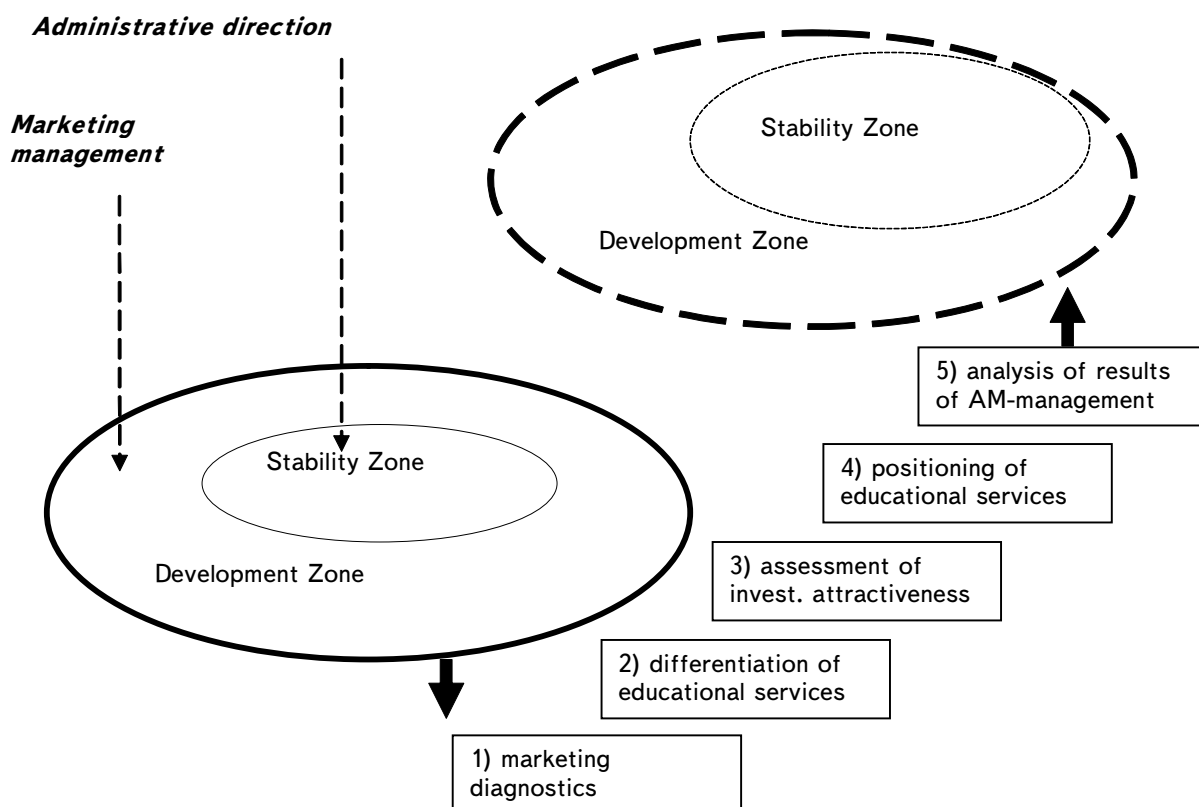 Administrative direction
Marketing
management
Stability Zone
Development Zone
Stability Zone
Development Zone
5) analysis of results
of AM-management
4) positioning of
educational services
3) assessment of
invest. attractiveness
2) differentiation of
educational services
1) marketing
diagnostics